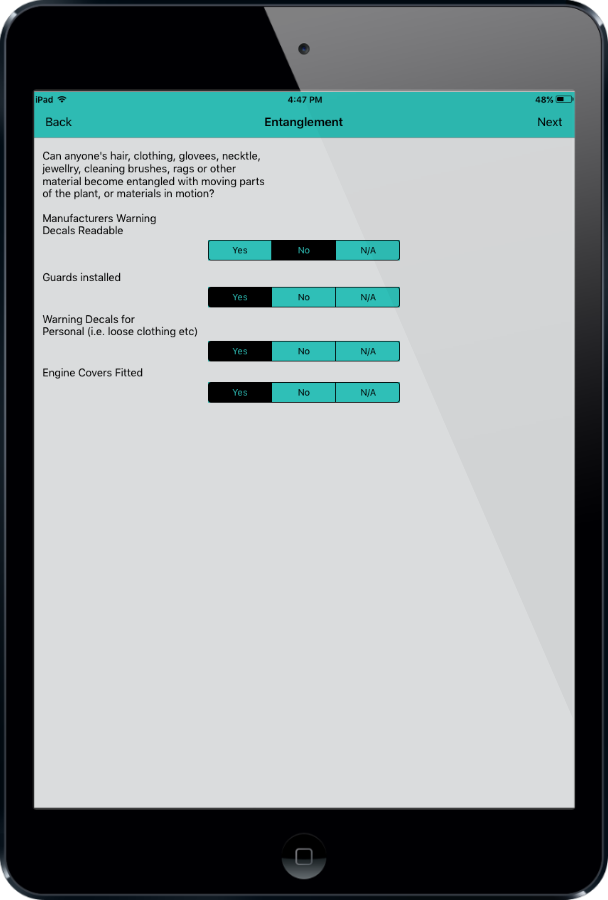 iPad 4:47 PM 48%
Back Entanglement Next
Can anyone's hair, clothing, glovees, necktle,
jewellry, cleaning brushes, rags or other
material become entangled with moving parts
of the plant, or materials in motion?
Manufacturers Warning
Decals Readable
Yes No N/A
Guards installed
Yes No N/A
Warning Decals for
Personal (i.e. loose clothing etc)
Yes No N/A
Engine Covers Fitted
Yes No N/A